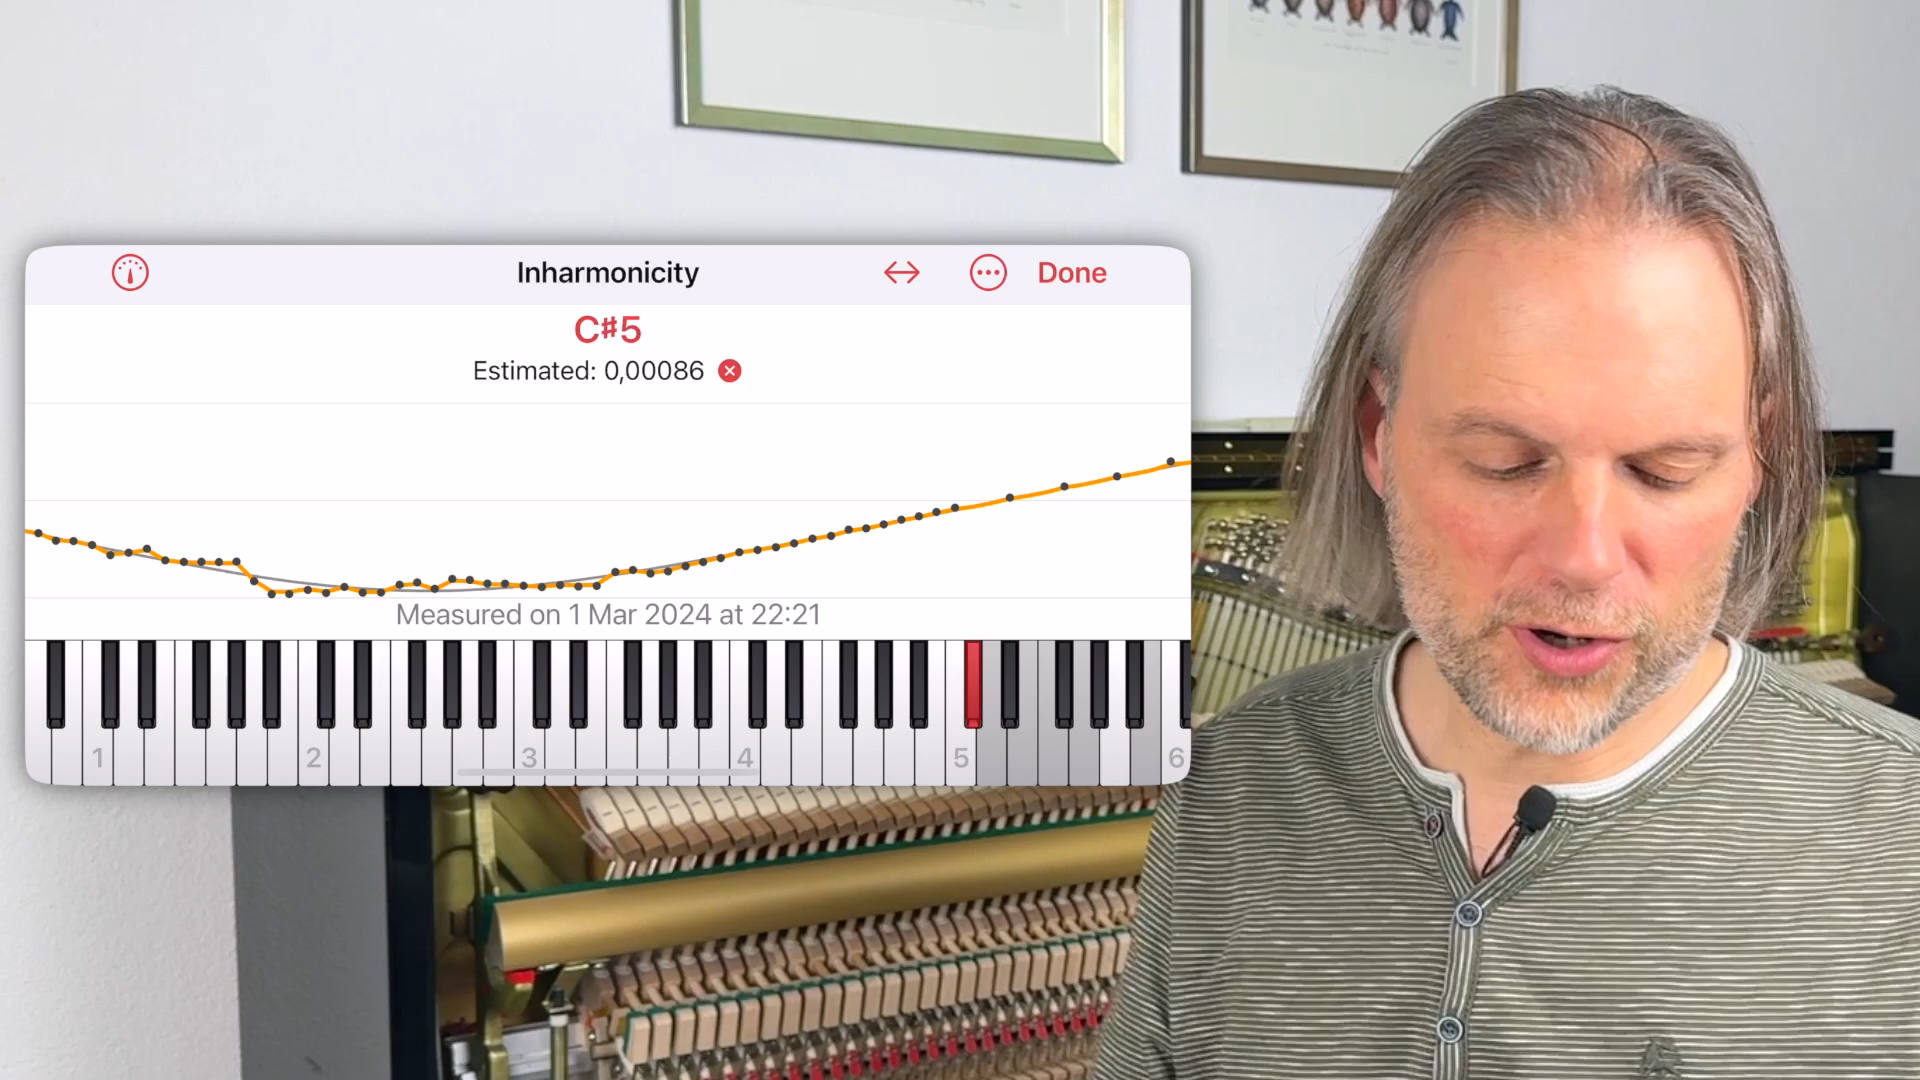 Inharmonicity
Done
C♯5
Estimated: 0,00086
Measured on 1 Mar 2024 at 22:21
1 2 3 4 5 6